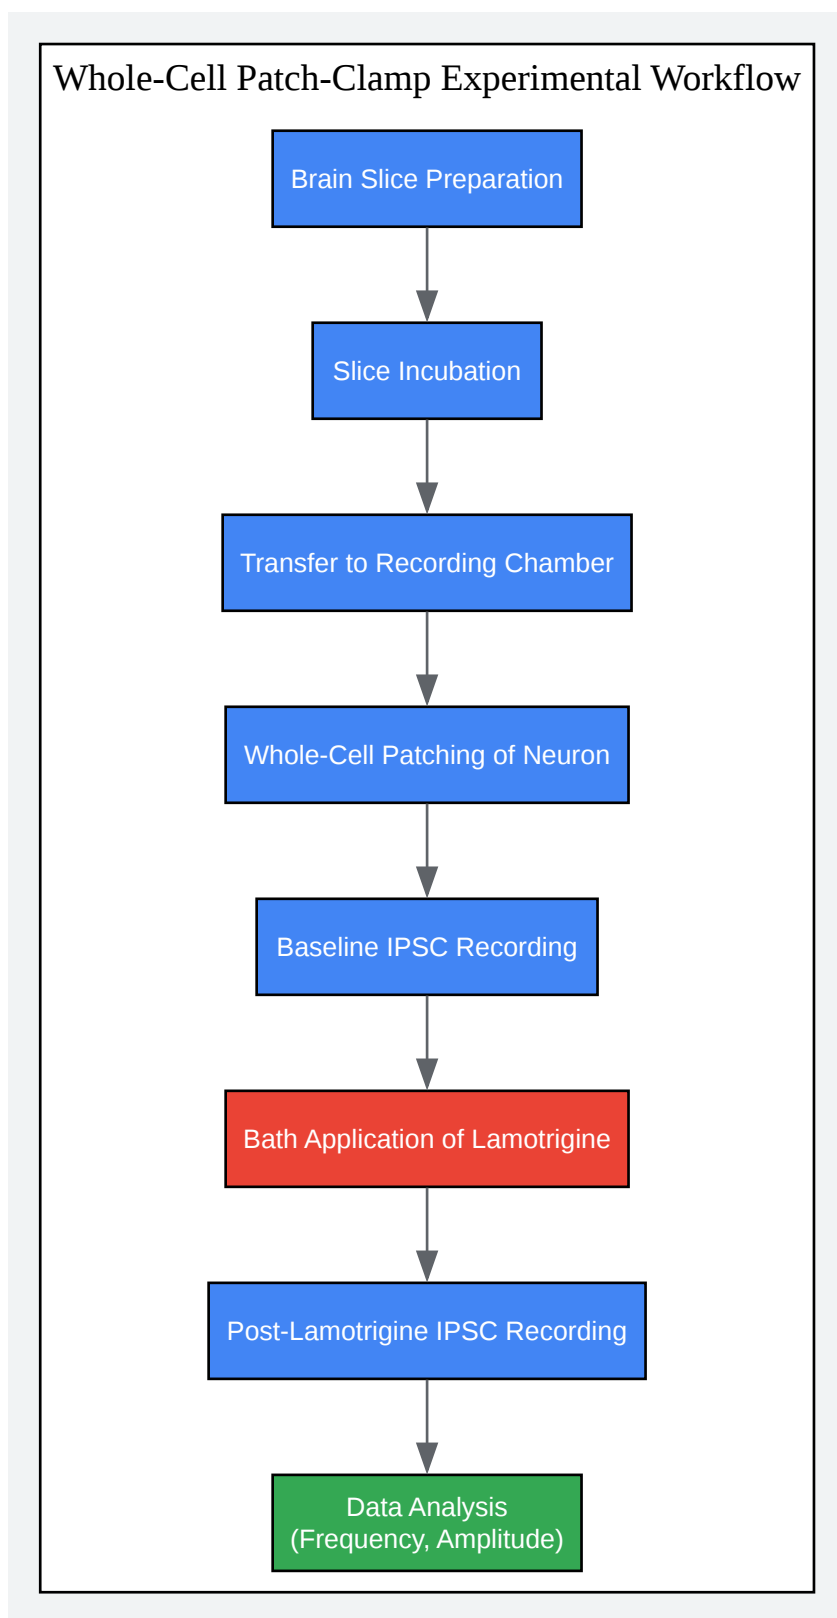 Whole-Cell Patch-Clamp Experimental Workflow
Brain Slice Preparation
Slice Incubation
Transfer to Recording Chamber
Whole-Cell Patching of Neuron
Baseline IPSC Recording
Bath Application of Lamotrigine
Post-Lamotrigine IPSC Recording
Data Analysis
(Frequency, Amplitude)